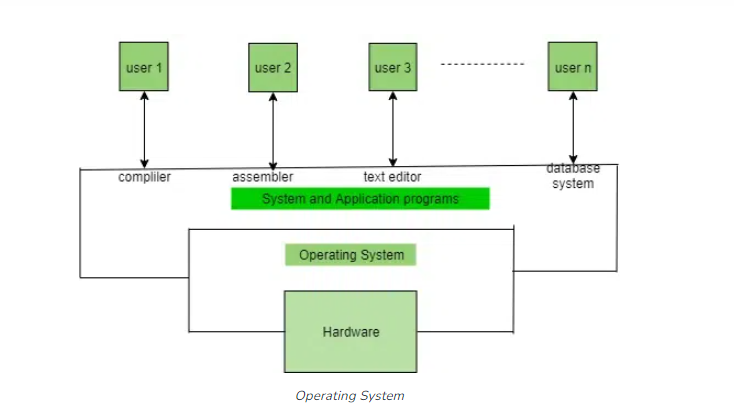 user 1
user 2
user 3
user n
compliler
assembler
text editor
database
system
System and Application programs
Operating System
Hardware
Operating System